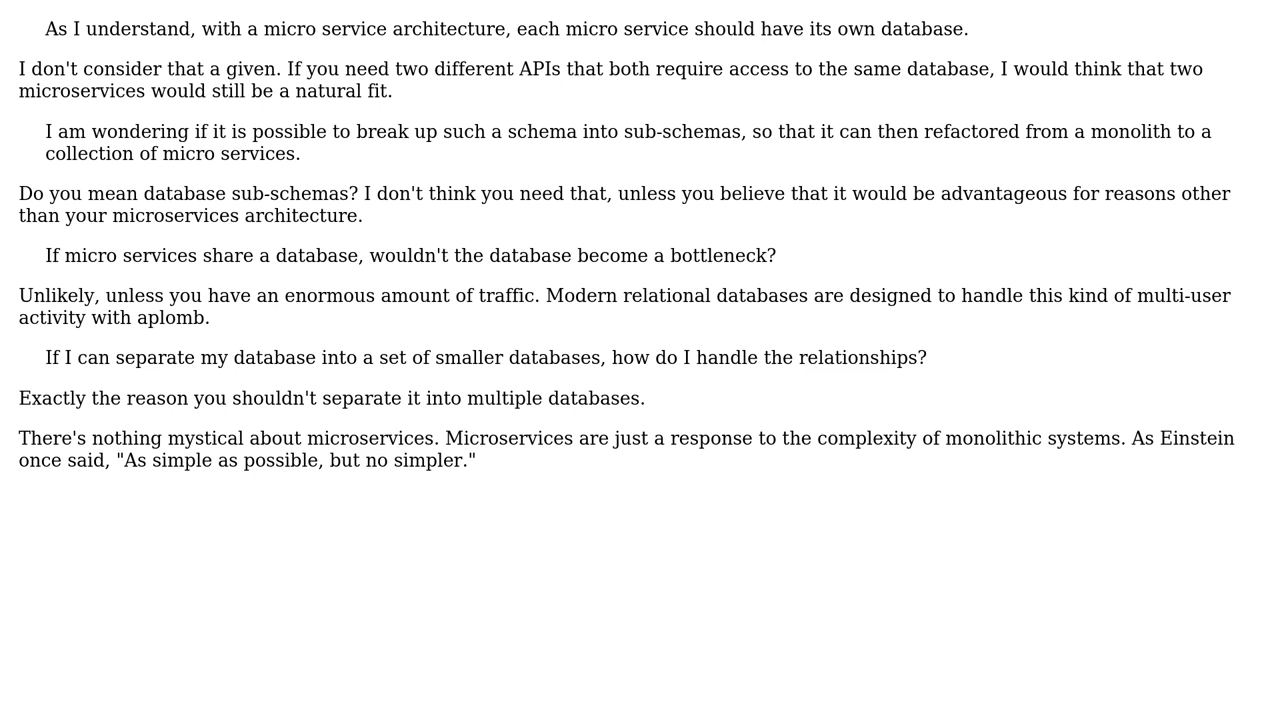 As I understand, with a micro service architecture, each micro service should have its own database.
I don't consider that a given. If you need two different APIs that both require access to the same database, I would think that two
microservices would still be a natural fit.
I am wondering if it is possible to break up such a schema into sub-schemas, so that it can then refactored from a monolith to a
collection of micro services.
Do you mean database sub-schemas? I don't think you need that, unless you believe that it would be advantageous for reasons other
than your microservices architecture.
If micro services share a database, wouldn't the database become a bottleneck?
Unlikely, unless you have an enormous amount of traffic. Modern relational databases are designed to handle this kind of multi-user
activity with aplomb.
If I can separate my database into a set of smaller databases, how do I handle the relationships?
Exactly the reason you shouldn't separate it into multiple databases.
There's nothing mystical about microservices. Microservices are just a response to the complexity of monolithic systems. As Einstein
once said, "As simple as possible, but no simpler."